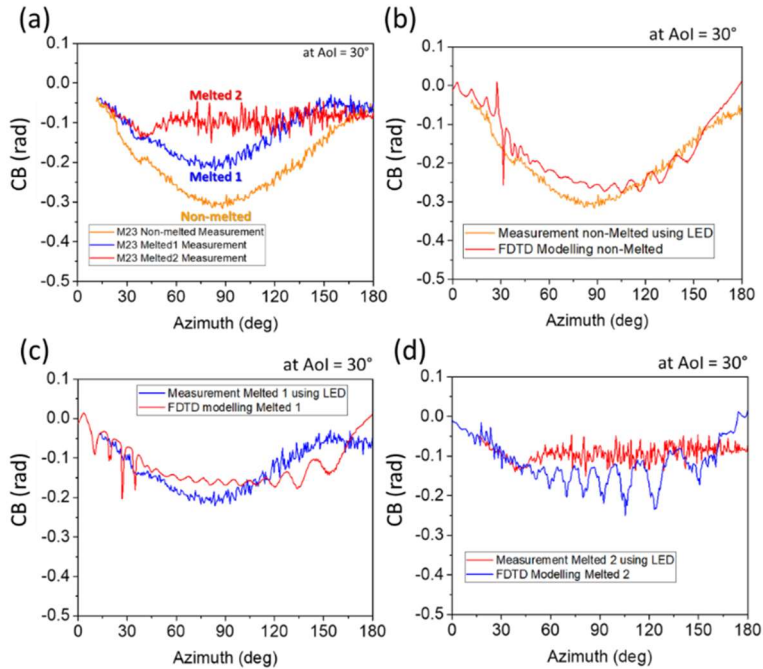 (a)
at AoI = 30°
0.1
0.0
-0.1
-0.2
-0.3
-0.4
-0.5
CB (rad)
Melted 2
Melted 1
Non-melted
M23 Non-melted Measurement
M23 Melted1 Measurement
M23 Melted2 Measurement
0 30 60 90 120 150 180
Azimuth (deg)
(b)
at AoI = 30°
0.1
0.0
-0.1
-0.2
-0.3
-0.4
-0.5
CB (rad)
Measurement non-Melted using LED
FDTD Modelling non-Melted
0 30 60 90 120 150 180
Azimuth (deg)
(c)
at AoI = 30°
0.1
0.0
-0.1
-0.2
-0.3
-0.4
-0.5
CB (rad)
Measurement Melted 1 using LED
FDTD modelling Melted 1
0 30 60 90 120 150 180
Azimuth (deg)
(d)
at AoI = 30°
0.1
0.0
-0.1
-0.2
-0.3
-0.4
-0.5
CB (rad)
Measurement Melted 2 using LED
FDTD Modelling Melted 2
0 30 60 90 120 150 180
Azimuth (deg)